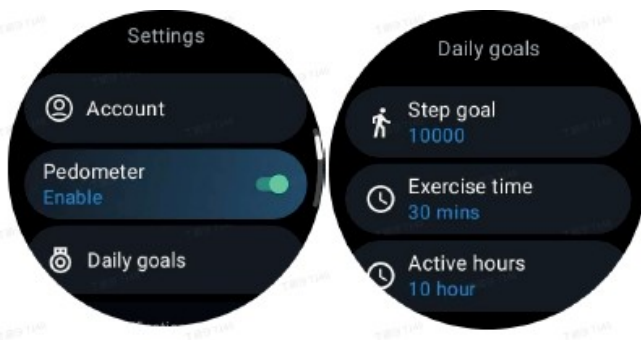 Settings
Account
Pedometer
Enable
Daily goals
Daily goals
Step goal
10000
Exercise time
30 mins
Active hours
10 hour